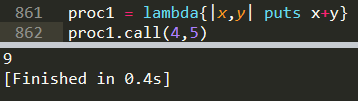 861 proc1 = lambda{|x,y| puts x+y}
862 proc1.call(4,5)
9
[Finished in 0.4s]